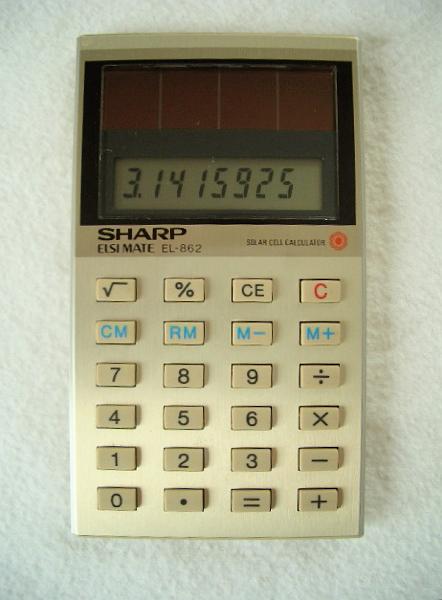 3.1415925
SHARP
ELSI MATE EL-862
SOLAR CELL CALCULATOR
√ % CE C
CM RM M− M+
7 8 9 ÷
4 5 6 ×
1 2 3 −
0 • = +